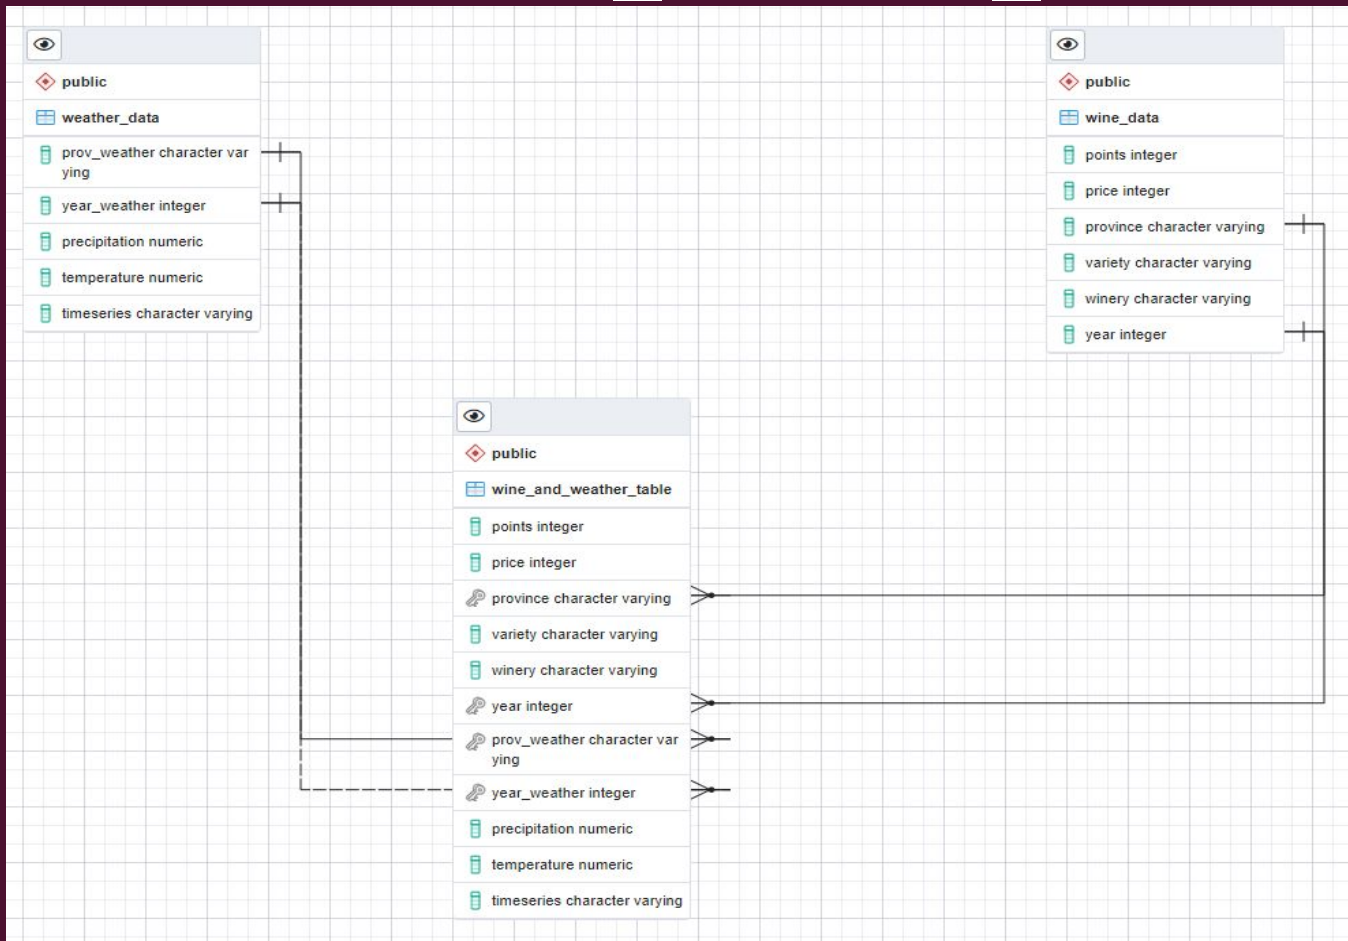 public
weather_data
prov_weather character var
ying
year_weather integer
precipitation numeric
temperature numeric
timeseries character varying
public
wine_data
points integer
price integer
province character varying
variety character varying
winery character varying
year integer
public
wine_and_weather_table
points integer
price integer
province character varying
variety character varying
winery character varying
year integer
prov_weather character var
ying
year_weather integer
precipitation numeric
temperature numeric
timeseries character varying